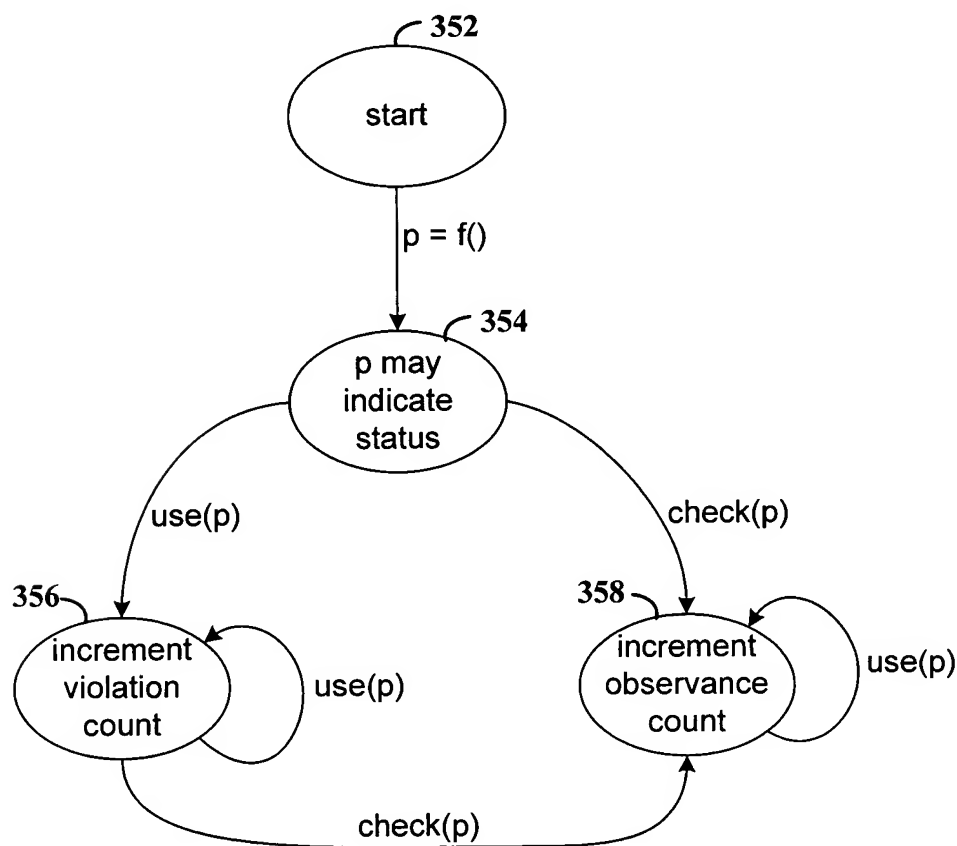 352
start
p = f()
354
p may
indicate
status
use(p)
check(p)
356
increment
violation
count
use(p)
358
increment
observance
count
use(p)
check(p)